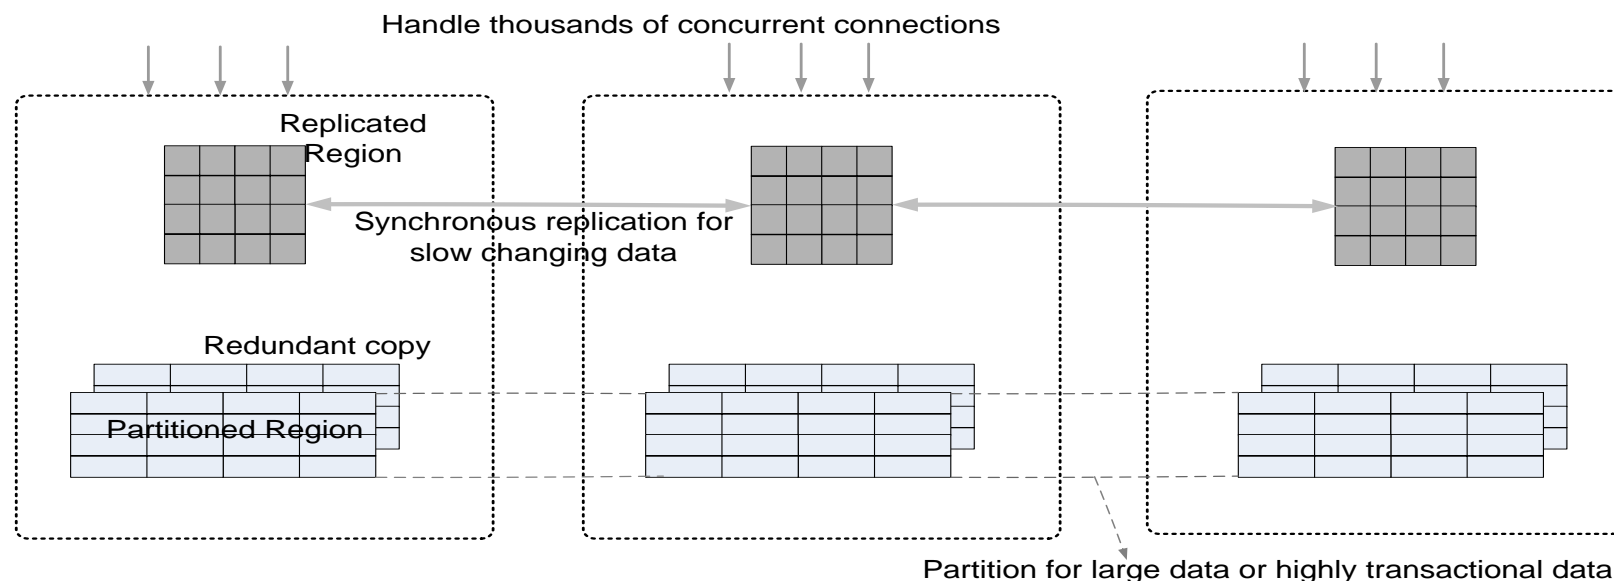 Handle thousands of concurrent connections
Replicated
Region
Synchronous replication for
slow changing data
Redundant copy
Partitioned Region
Partition for large data or highly transactional data